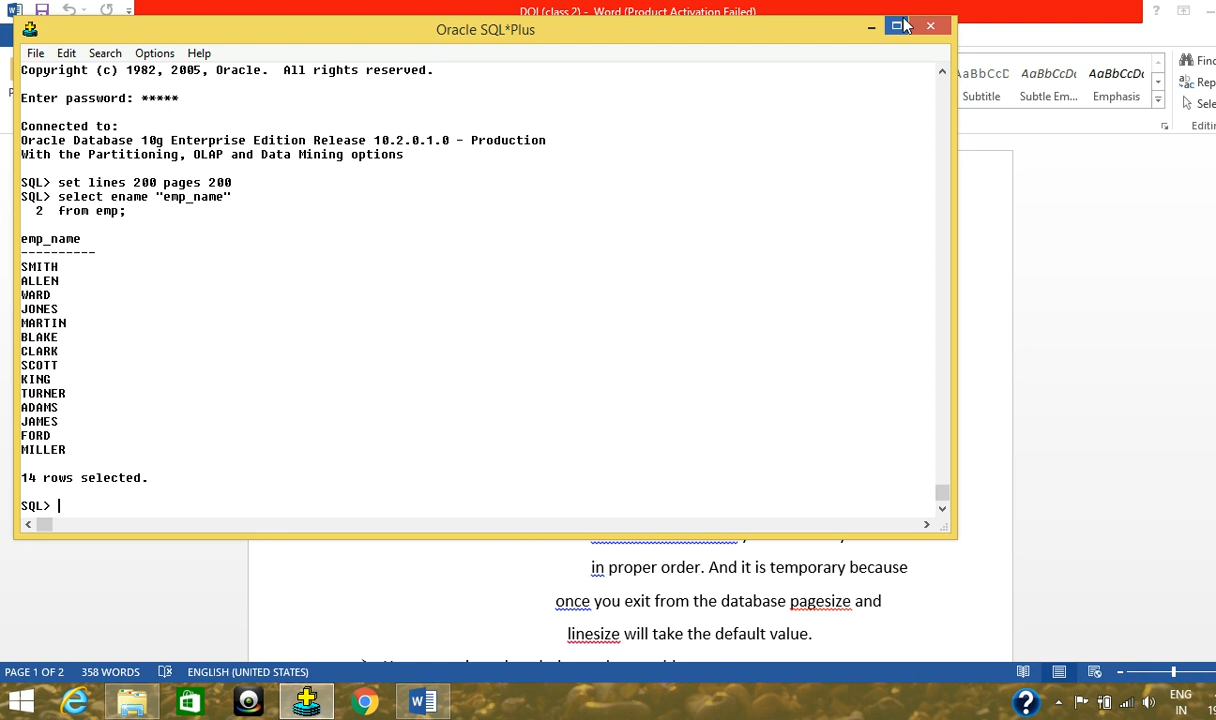 DQL(class 2) - Word (Product Activation Failed)
Oracle SQL*Plus
File Edit Search Options Help
Copyright (c) 1982, 2005, Oracle.  All rights reserved.
Enter password: *****
Connected to:
Oracle Database 10g Enterprise Edition Release 10.2.0.1.0 - Production
With the Partitioning, OLAP and Data Mining options
SQL> set lines 200 pages 200
SQL> select ename "emp_name"
2  from emp;
emp_name
----------
SMITH
ALLEN
WARD
JONES
MARTIN
BLAKE
CLARK
SCOTT
KING
TURNER
ADAMS
JAMES
FORD
MILLER
14 rows selected.
SQL>
AaBbCcD AaBbCcDc AaBbCcDc
Subtitle Subtle Em... Emphasis
in proper order. And it is temporary because
once you exit from the database pagesize and
linesize will take the default value.
PAGE 1 OF 2 358 WORDS ENGLISH (UNITED STATES)
ENG
IN